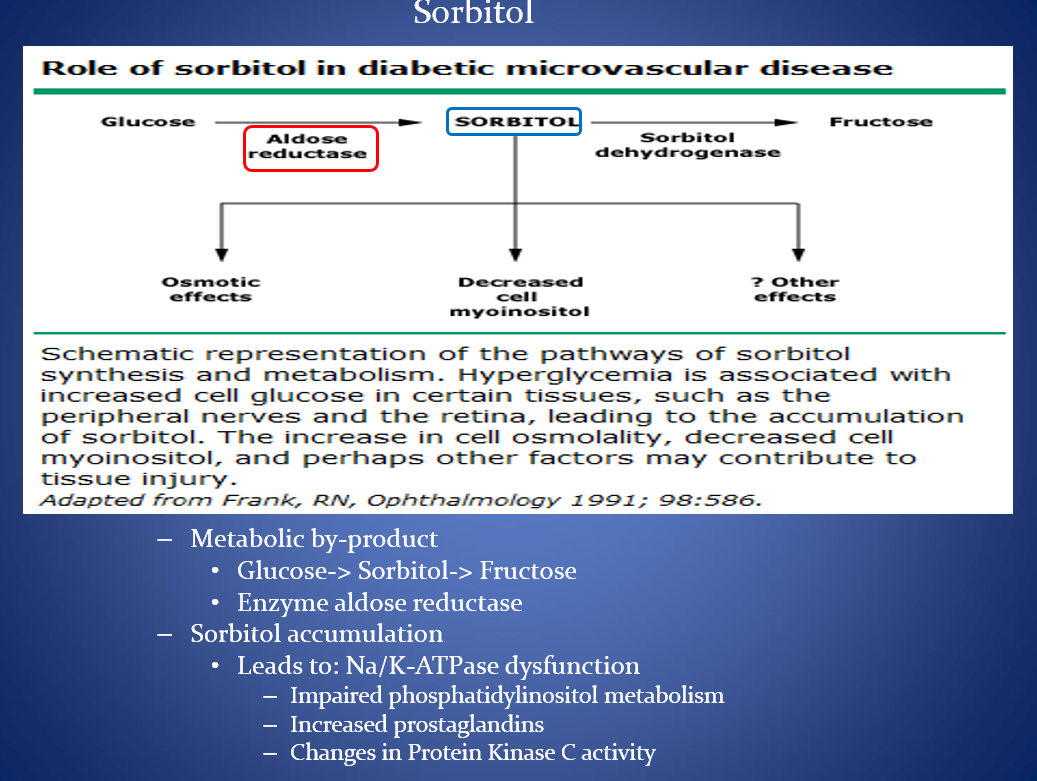 Sorbitol
Role of sorbitol in diabetic microvascular disease
Glucose
SORBITOL
Fructose
Aldose
reductase
Sorbitol
dehydrogenase
Osmotic
effects
Decreased
cell
myoinositol
? Other
effects
Schematic representation of the pathways of sorbitol
synthesis and metabolism. Hyperglycemia is associated with
increased cell glucose in certain tissues, such as the
peripheral nerves and the retina, leading to the accumulation
of sorbitol. The increase in cell osmolality, decreased cell
myoinositol, and perhaps other factors may contribute to
tissue injury.
Adapted from Frank, RN, Ophthalmology 1991; 98:586.
– Metabolic by-product
• Glucose-> Sorbitol-> Fructose
• Enzyme aldose reductase
– Sorbitol accumulation
• Leads to: Na/K-ATPase dysfunction
– Impaired phosphatidylinositol metabolism
– Increased prostaglandins
– Changes in Protein Kinase C activity